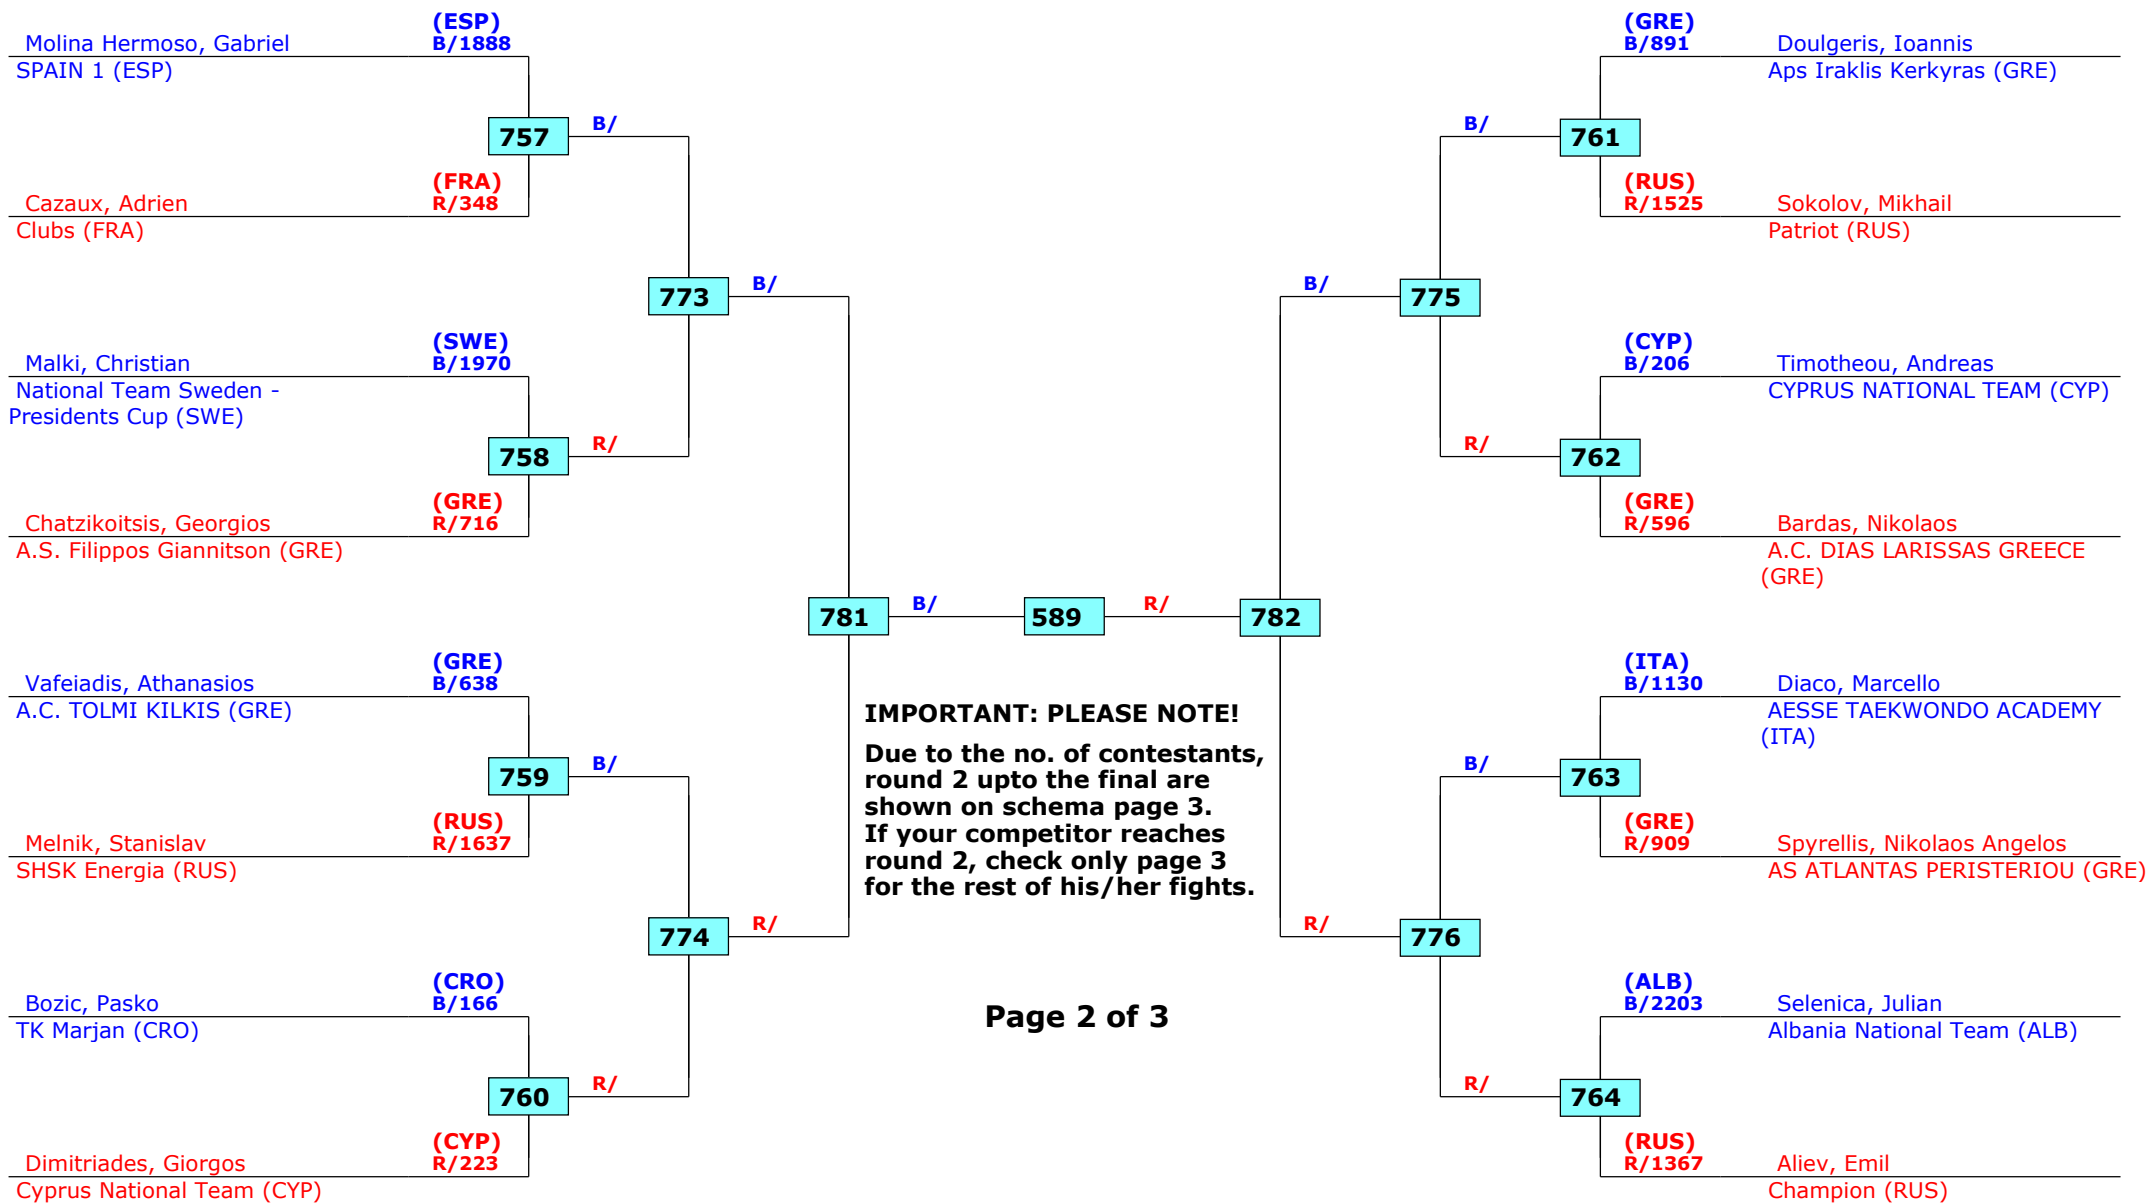 (ESP)
Molina Hermoso, Gabriel B/1888
SPAIN 1 (ESP)
757 B/
(FRA)
Cazaux, Adrien R/348
Clubs (FRA)
773 B/
(SWE)
Malki, Christian B/1970
National Team Sweden -
Presidents Cup (SWE)
758 R/
(GRE)
Chatzikoitsis, Georgios R/716
A.S. Filippos Giannitson (GRE)
781 B/ 589 R/ 782
(GRE)
Vafeiadis, Athanasios B/638
A.C. TOLMI KILKIS (GRE)
759 B/
(RUS)
Melnik, Stanislav R/1637
SHSK Energia (RUS)
774 R/
(CRO)
Bozic, Pasko B/166
TK Marjan (CRO)
760 R/
(CYP)
Dimitriades, Giorgos R/223
Cyprus National Team (CYP)
IMPORTANT: PLEASE NOTE!
Due to the no. of contestants,
round 2 upto the final are
shown on schema page 3.
If your competitor reaches
round 2, check only page 3
for the rest of his/her fights.
Page 2 of 3
(GRE)
B/891 Doulgeris, Ioannis
Aps Iraklis Kerkyras (GRE)
B/ 761
(RUS)
R/1525 Sokolov, Mikhail
Patriot (RUS)
B/ 775
(CYP)
B/206 Timotheou, Andreas
CYPRUS NATIONAL TEAM (CYP)
R/ 762
(GRE)
R/596 Bardas, Nikolaos
A.C. DIAS LARISSAS GREECE
(GRE)
(ITA)
B/1130 Diaco, Marcello
AESSE TAEKWONDO ACADEMY
(ITA)
B/ 763
(GRE)
R/909 Spyrellis, Nikolaos Angelos
AS ATLANTAS PERISTERIOU (GRE)
R/ 776
(ALB)
B/2203 Selenica, Julian
Albania National Team (ALB)
R/ 764
(RUS)
R/1367 Aliev, Emil
Champion (RUS)